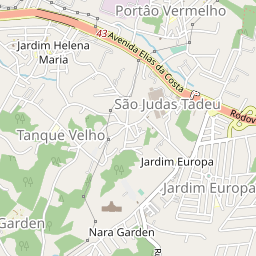 Portão Vermelho
43
Avenida Elias da Costa
Jardim Helena
Maria
São Judas Tadeu
Rodov
Tanque Velho
Jardim Europa
Jardim Europa
Garden
Nara Garden